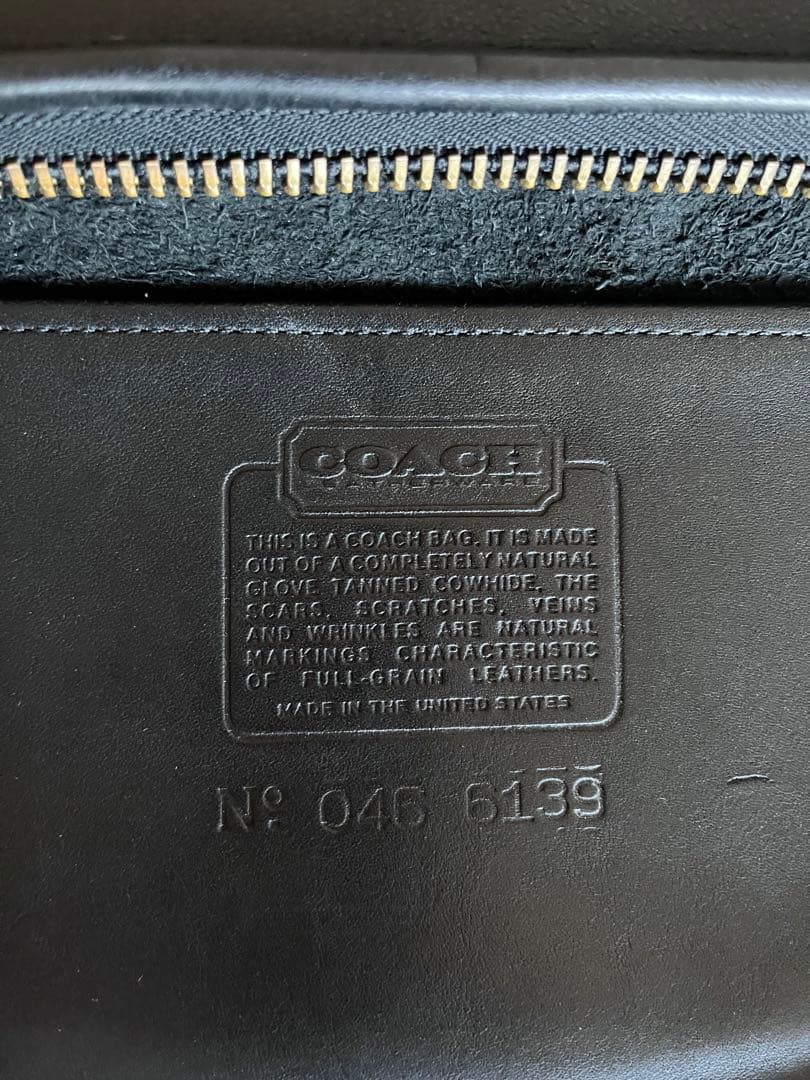 COACH
LEATHERWARE
THIS IS A COACH BAG. IT IS MADE
OUT OF A COMPLETELY NATURAL
GLOVE TANNED COWHIDE. THE
SCARS, SCRATCHES, VEINS
AND WRINKLES ARE NATURAL
MARKINGS CHARACTERISTIC
OF FULL-GRAIN LEATHERS.
MADE IN THE UNITED STATES
Nº 046 6139